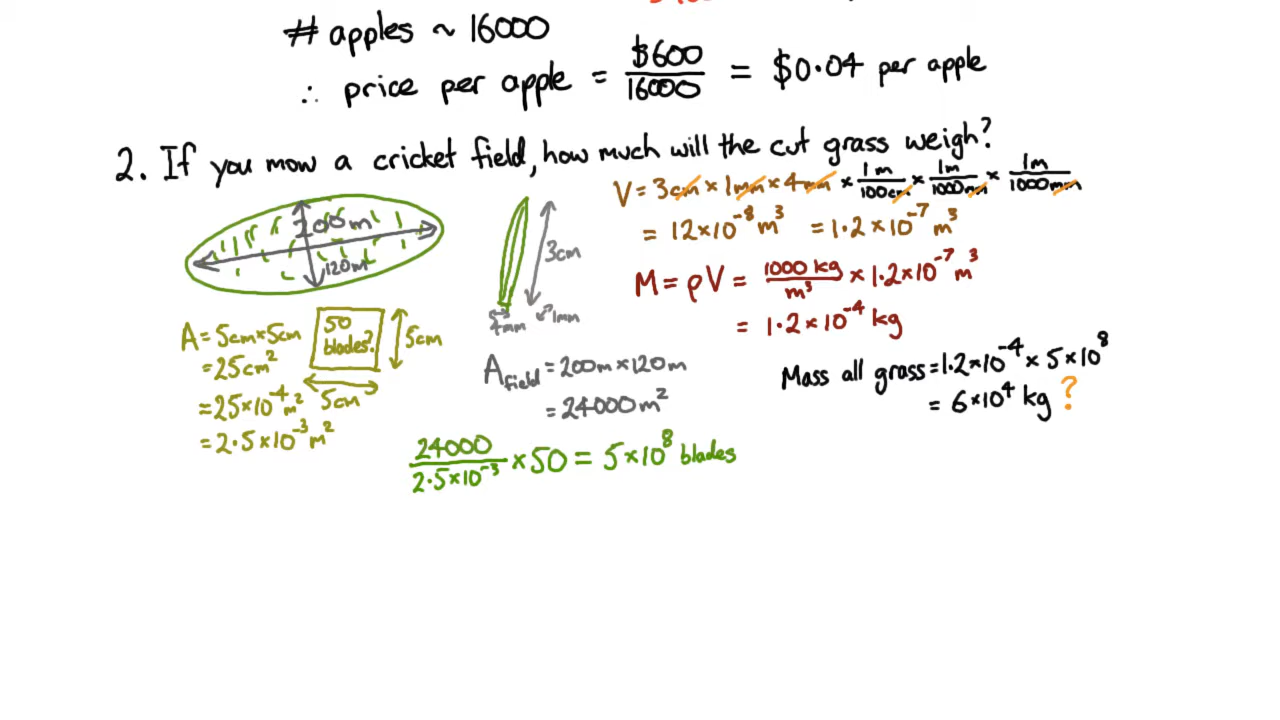 # apples ~ 16000
∴ price per apple = $600/16000 = $0.04 per apple
2. If you mow a cricket field, how much will the cut grass weigh?
V = 3cm × 1mm × 4mm × 1m/100cm × 1m/1000mm × 1m/1000mm
= 12×10⁻⁸ m³ = 1.2×10⁻⁷ m³
200m
120m
3cm
4mm
1mm
M = ρV = 1000 kg/m³ × 1.2×10⁻⁷ m³
= 1.2×10⁻⁴ kg
A = 5cm×5cm
= 25cm²
= 25×10⁻⁴ m²
= 2.5×10⁻³ m²
50
blades?
5cm
5cm
A field = 200m × 120m
= 24000m²
Mass all grass = 1.2×10⁻⁴ × 5×10⁸
= 6×10⁴ kg ?
24000/2.5×10⁻³ × 50 = 5×10⁸ blades